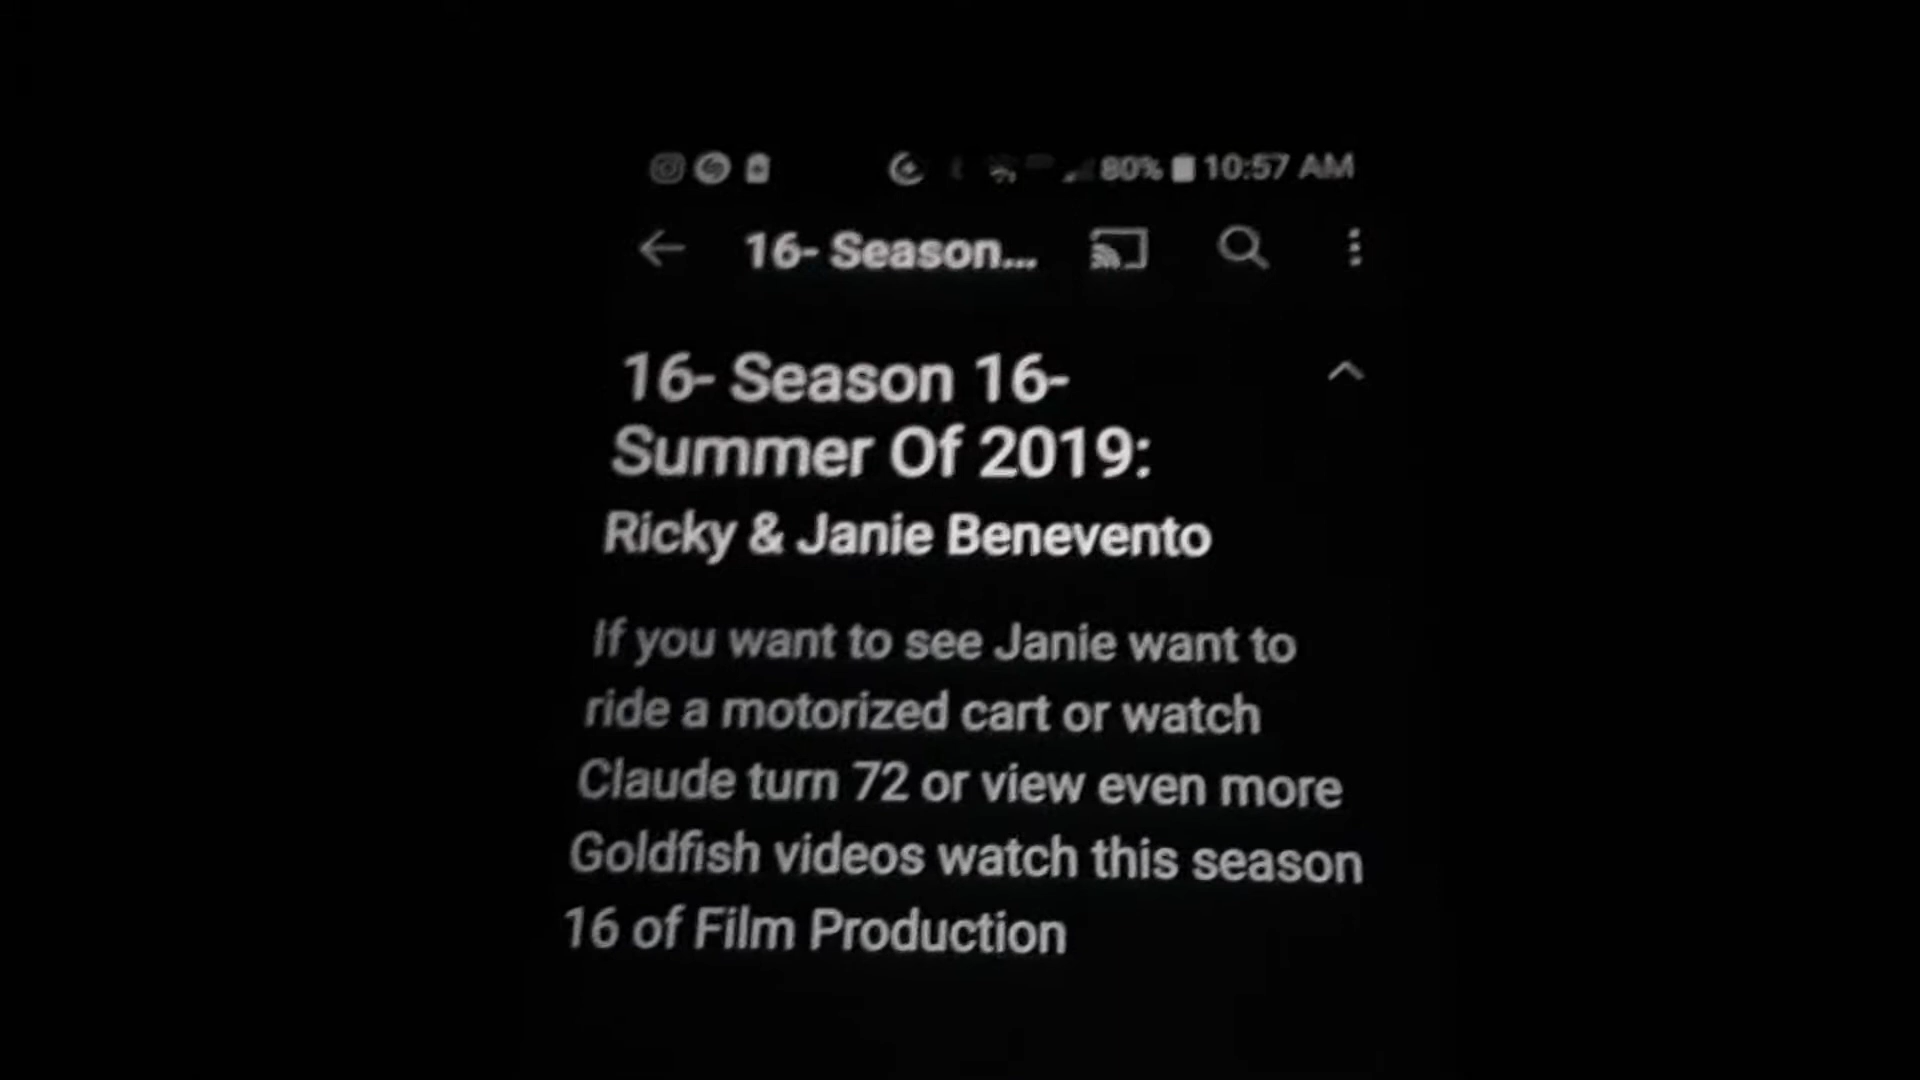 80% 10:57 AM
16- Season...
16- Season 16-
Summer Of 2019:
Ricky & Janie Benevento
If you want to see Janie want to
ride a motorized cart or watch
Claude turn 72 or view even more
Goldfish videos watch this season
16 of Film Production